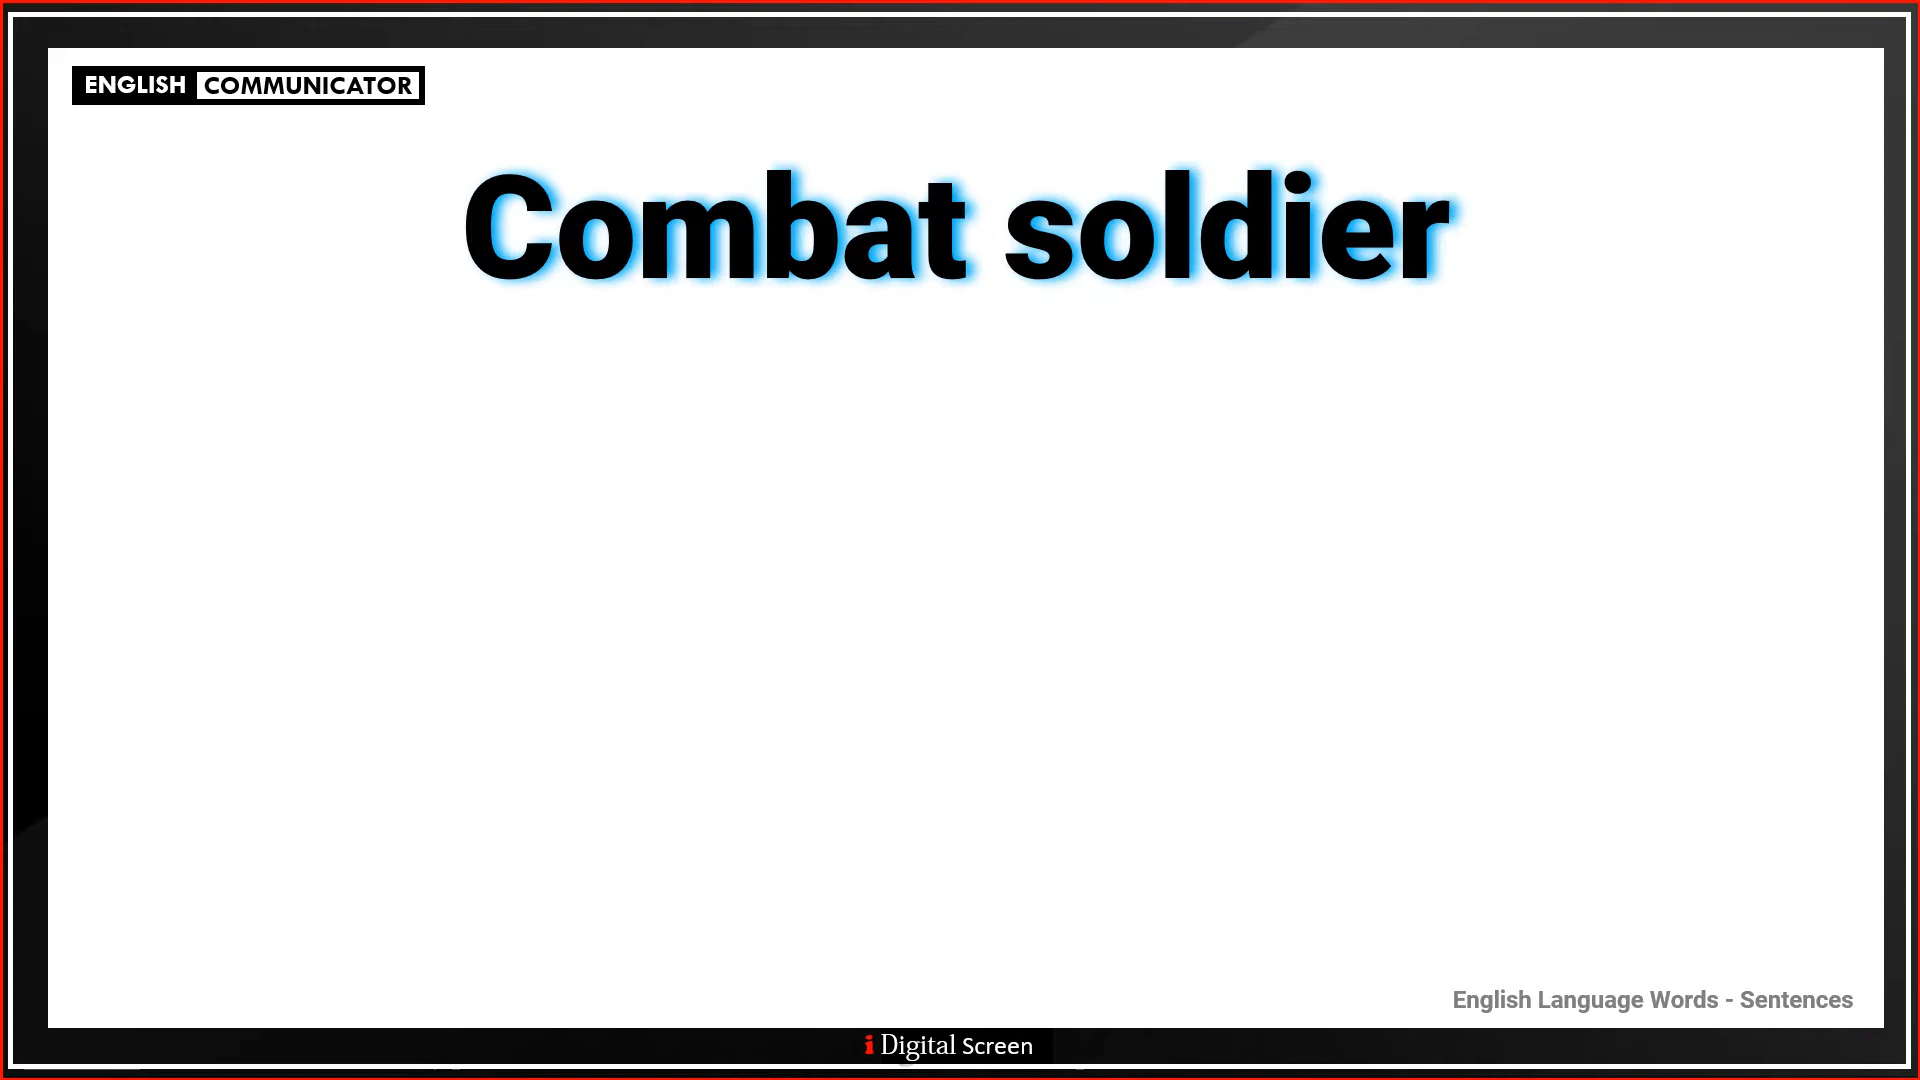 ENGLISH COMMUNICATOR
Combat soldier
English Language Words - Sentences
i Digital Screen